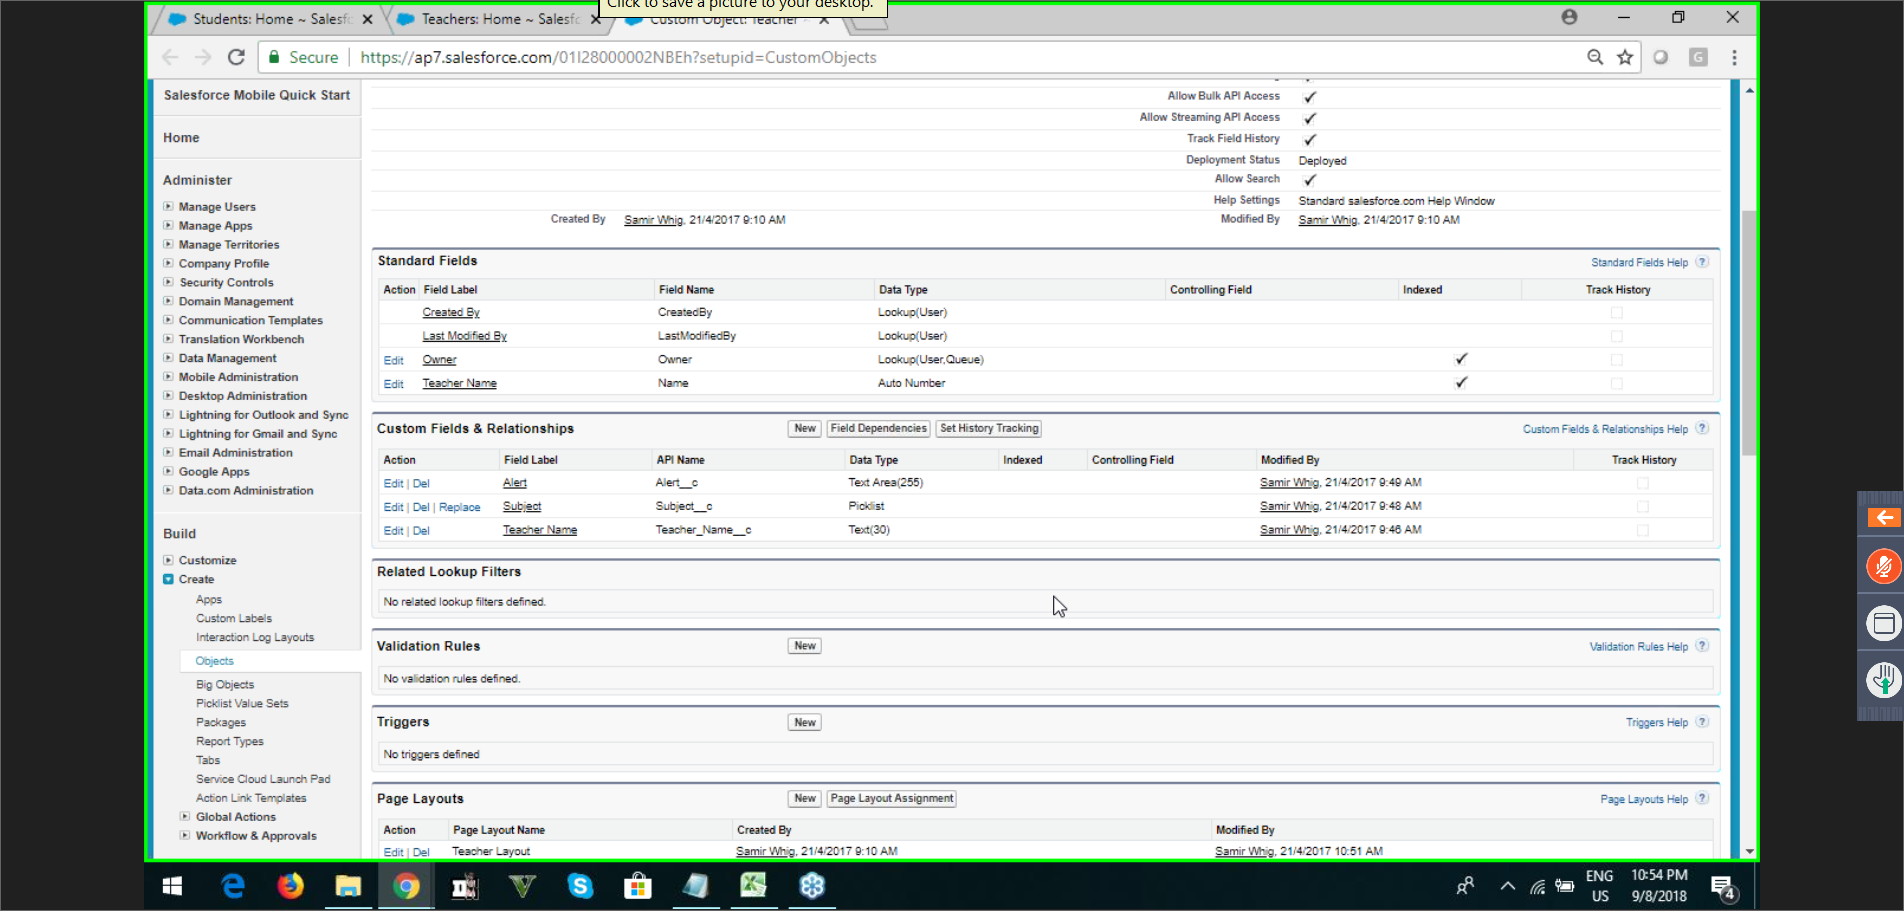 Click to save a picture to your desktop.
Students: Home ~ Salesfc
Teachers: Home ~ Salesfc
Custom Object: Teacher ~
Secure
https://ap7.salesforce.com/01I28000002NBEh?setupid=CustomObjects
G
Salesforce Mobile Quick Start
Home
Administer
Manage Users
Manage Apps
Manage Territories
Company Profile
Security Controls
Domain Management
Communication Templates
Translation Workbench
Data Management
Mobile Administration
Desktop Administration
Lightning for Outlook and Sync
Lightning for Gmail and Sync
Email Administration
Google Apps
Data.com Administration
Build
Customize
Create
Apps
Custom Labels
Interaction Log Layouts
Objects
Big Objects
Picklist Value Sets
Packages
Report Types
Tabs
Service Cloud Launch Pad
Action Link Templates
Global Actions
Workflow & Approvals
Allow Bulk API Access
Allow Streaming API Access
Track Field History
Deployment Status Deployed
Allow Search
Help Settings Standard salesforce.com Help Window
Created By Samir Whig, 21/4/2017 9:10 AM Modified By Samir Whig, 21/4/2017 9:10 AM
Standard Fields Standard Fields Help ?
Action Field Label Field Name Data Type Controlling Field Indexed Track History
Created By CreatedBy Lookup(User)
Last Modified By LastModifiedBy Lookup(User)
Edit Owner Owner Lookup(User,Queue)
Edit Teacher Name Name Auto Number
Custom Fields & Relationships New Field Dependencies Set History Tracking Custom Fields & Relationships Help ?
Action Field Label API Name Data Type Indexed Controlling Field Modified By Track History
Edit | Del Alert Alert__c Text Area(255) Samir Whig, 21/4/2017 9:49 AM
Edit | Del | Replace Subject Subject__c Picklist Samir Whig, 21/4/2017 9:48 AM
Edit | Del Teacher Name Teacher_Name__c Text(30) Samir Whig, 21/4/2017 9:46 AM
Related Lookup Filters
No related lookup filters defined.
Validation Rules New Validation Rules Help ?
No validation rules defined.
Triggers New Triggers Help ?
No triggers defined
Page Layouts New Page Layout Assignment Page Layouts Help ?
Action Page Layout Name Created By Modified By
Edit | Del Teacher Layout Samir Whig, 21/4/2017 9:10 AM Samir Whig, 21/4/2017 10:51 AM
ENG
US
10:54 PM
9/8/2018
4